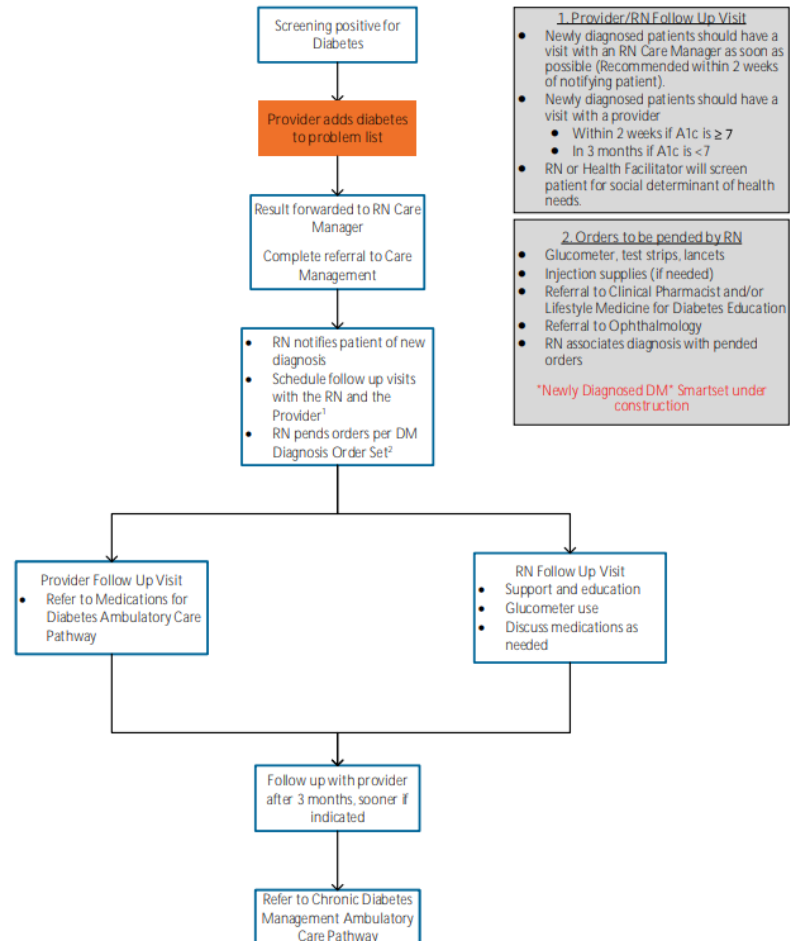 Screening positive for
Diabetes
Provider adds diabetes
to problem list
Result forwarded to RN Care
Manager
Complete referral to Care
Management
• RN notifies patient of new
diagnosis
• Schedule follow up visits
with the RN and the
Provider¹
• RN pends orders per DM
Diagnosis Order Set²
Provider Follow Up Visit
• Refer to Medications for
Diabetes Ambulatory Care
Pathway
RN Follow Up Visit
• Support and education
• Glucometer use
• Discuss medications as
needed
Follow up with provider
after 3 months, sooner if
indicated
Refer to Chronic Diabetes
Management Ambulatory
Care Pathway
1. Provider/RN Follow Up Visit
• Newly diagnosed patients should have a
visit with an RN Care Manager as soon as
possible (Recommended within 2 weeks
of notifying patient).
• Newly diagnosed patients should have a
visit with a provider
• Within 2 weeks if A1c is ≥ 7
• In 3 months if A1c is <7
• RN or Health Facilitator will screen
patient for social determinant of health
needs.
2. Orders to be pended by RN
• Glucometer, test strips, lancets
• Injection supplies (if needed)
• Referral to Clinical Pharmacist and/or
Lifestyle Medicine for Diabetes Education
• Referral to Ophthalmology
• RN associates diagnosis with pended
orders
"Newly Diagnosed DM" Smartset under
construction